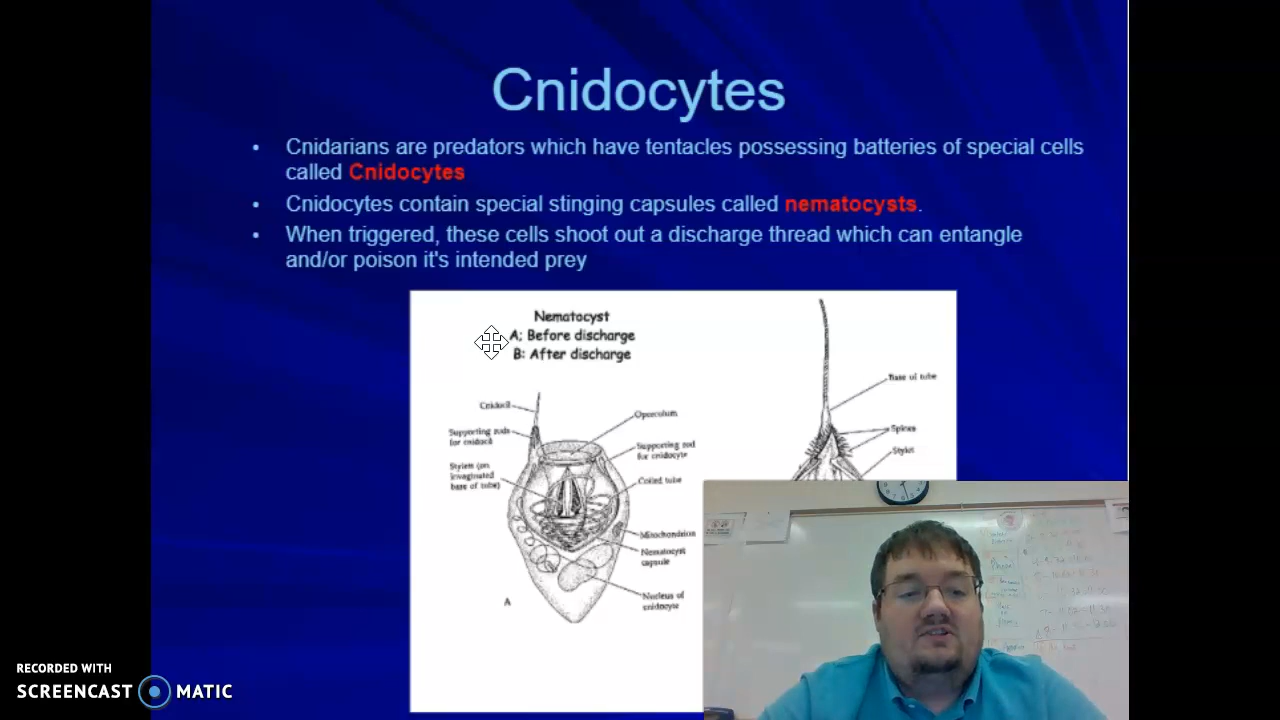 Cnidocytes
• Cnidarians are predators which have tentacles possessing batteries of special cells
called Cnidocytes
• Cnidocytes contain special stinging capsules called nematocysts.
• When triggered, these cells shoot out a discharge thread which can entangle
and/or poison it's intended prey
Nematocyst
A; Before discharge
B: After discharge
Cnidocil
Supporting rods
for cnidocil
Stylets (on
invaginated
base of tube)
Operculum
Supporting rod
for cnidocyte
Coiled tube
Mitochondrion
Nematocyst
capsule
Nucleus of
cnidocyte
A
Base of tube
Spines
Stylet
RECORDED WITH
SCREENCAST MATIC